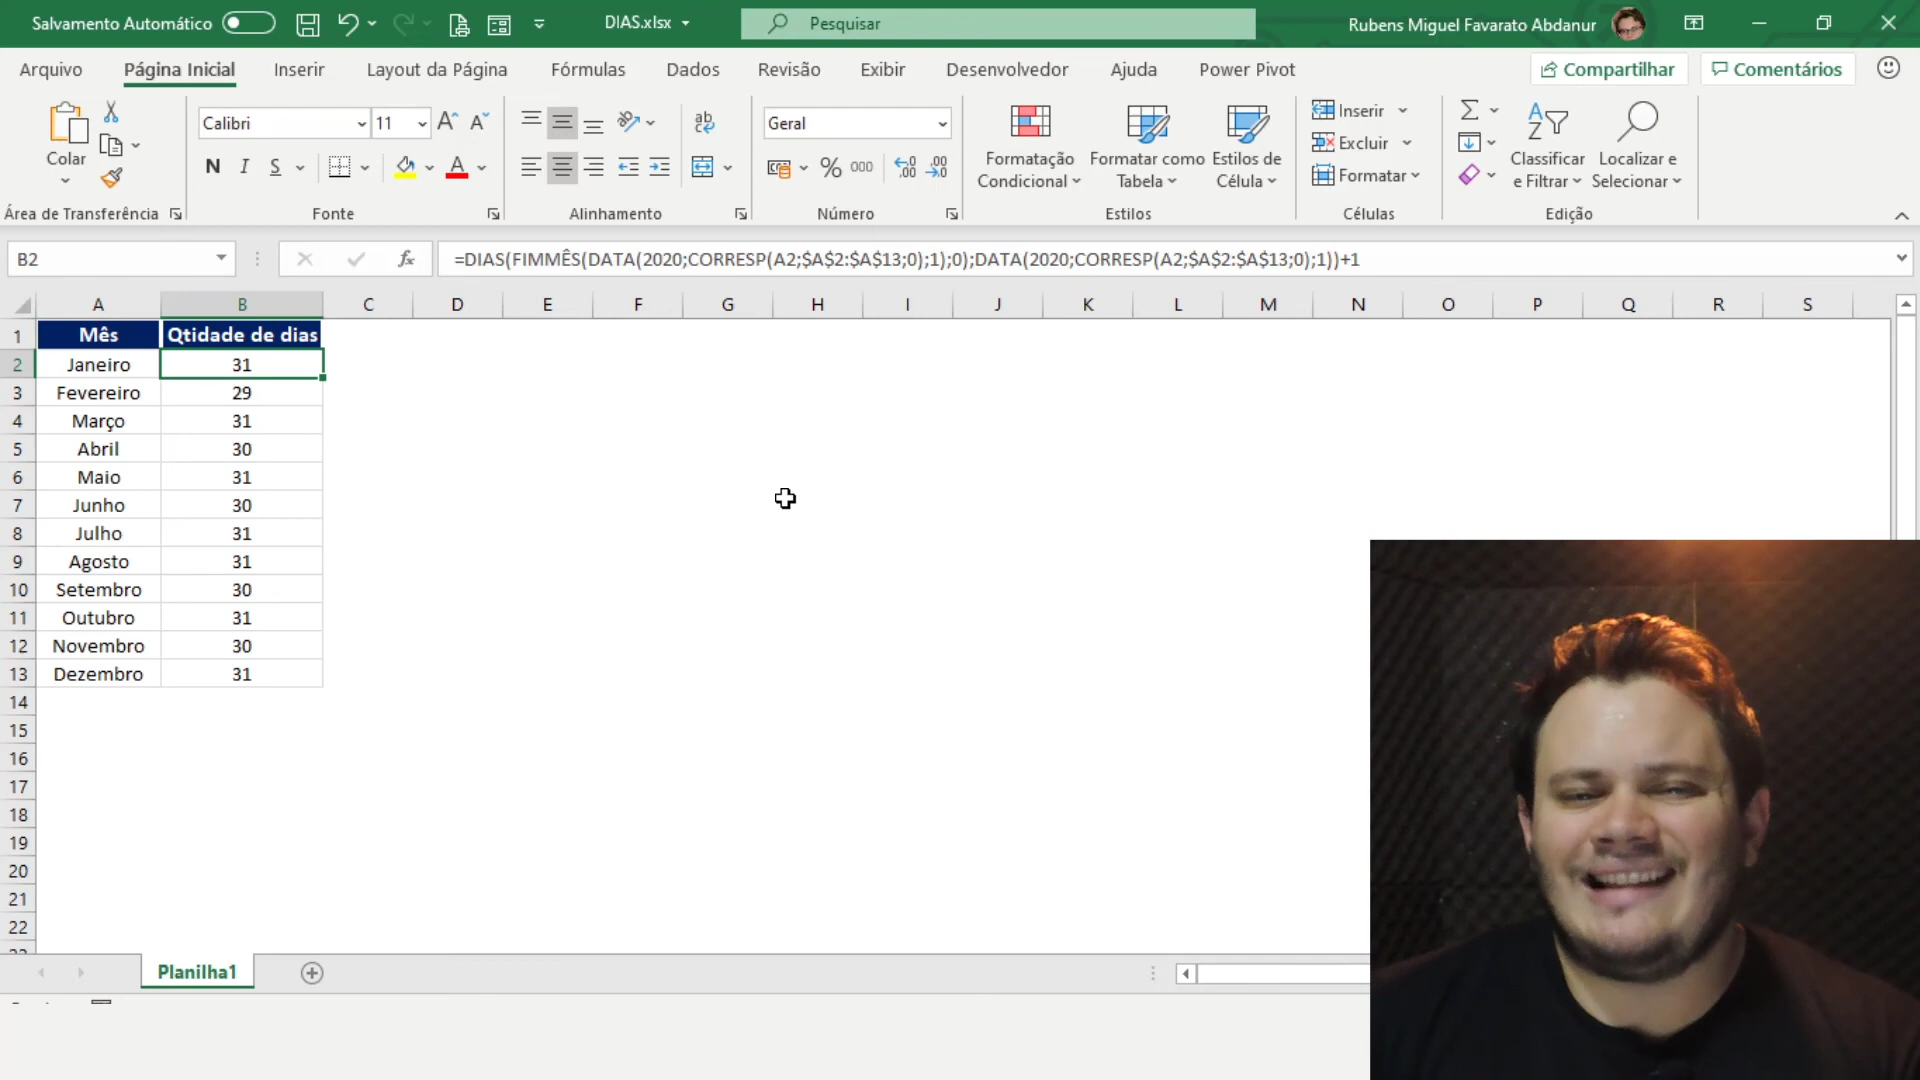 Salvamento Automático
DIAS.xlsx
Pesquisar
Rubens Miguel Favarato Abdanur
Arquivo Página Inicial Inserir Layout da Página Fórmulas Dados Revisão Exibir Desenvolvedor Ajuda Power Pivot
Compartilhar
Comentários
Colar
Área de Transferência
Calibri 11
N I S
Fonte
ab
Alinhamento
Geral
% 000
Número
Formatação Condicional
Formatar como Tabela
Estilos de Célula
Estilos
Inserir
Excluir
Formatar
Células
Classificar e Filtrar
Localizar e Selecionar
Edição
B2
fx
=DIAS(FIMMÊS(DATA(2020;CORRESP(A2;$A$2:$A$13;0);1);0);DATA(2020;CORRESP(A2;$A$2:$A$13;0);1))+1
A B C D E F G H I J K L M N O P Q R S
1 Mês Qtidade de dias
2 Janeiro 31
3 Fevereiro 29
4 Março 31
5 Abril 30
6 Maio 31
7 Junho 30
8 Julho 31
9 Agosto 31
10 Setembro 30
11 Outubro 31
12 Novembro 30
13 Dezembro 31
14
15
16
17
18
19
20
21
22
Planilha1